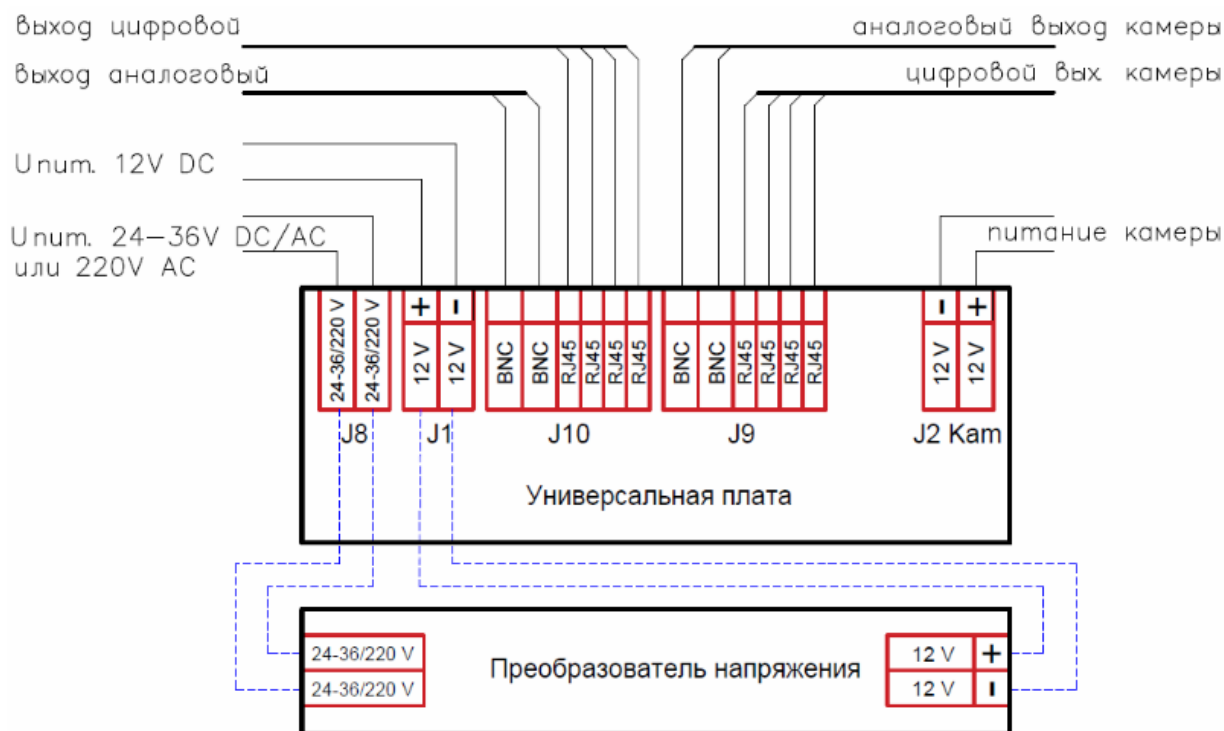 выход цифровой
аналоговый выход камеры
выход аналоговый
цифровой вых камеры
Uпит. 12V DC
Uпит. 24-36V DC/AC
или 220V AC
питание камеры
24-36/220 V
24-36/220 V
+
-
12 V
12 V
BNC
BNC
RJ45
RJ45
RJ45
RJ45
BNC
BNC
RJ45
RJ45
RJ45
RJ45
-
+
12 V
12 V
J8
J1
J10
J9
J2 Kam
Универсальная плата
24-36/220 V
24-36/220 V
Преобразователь напряжения
12 V +
12 V -